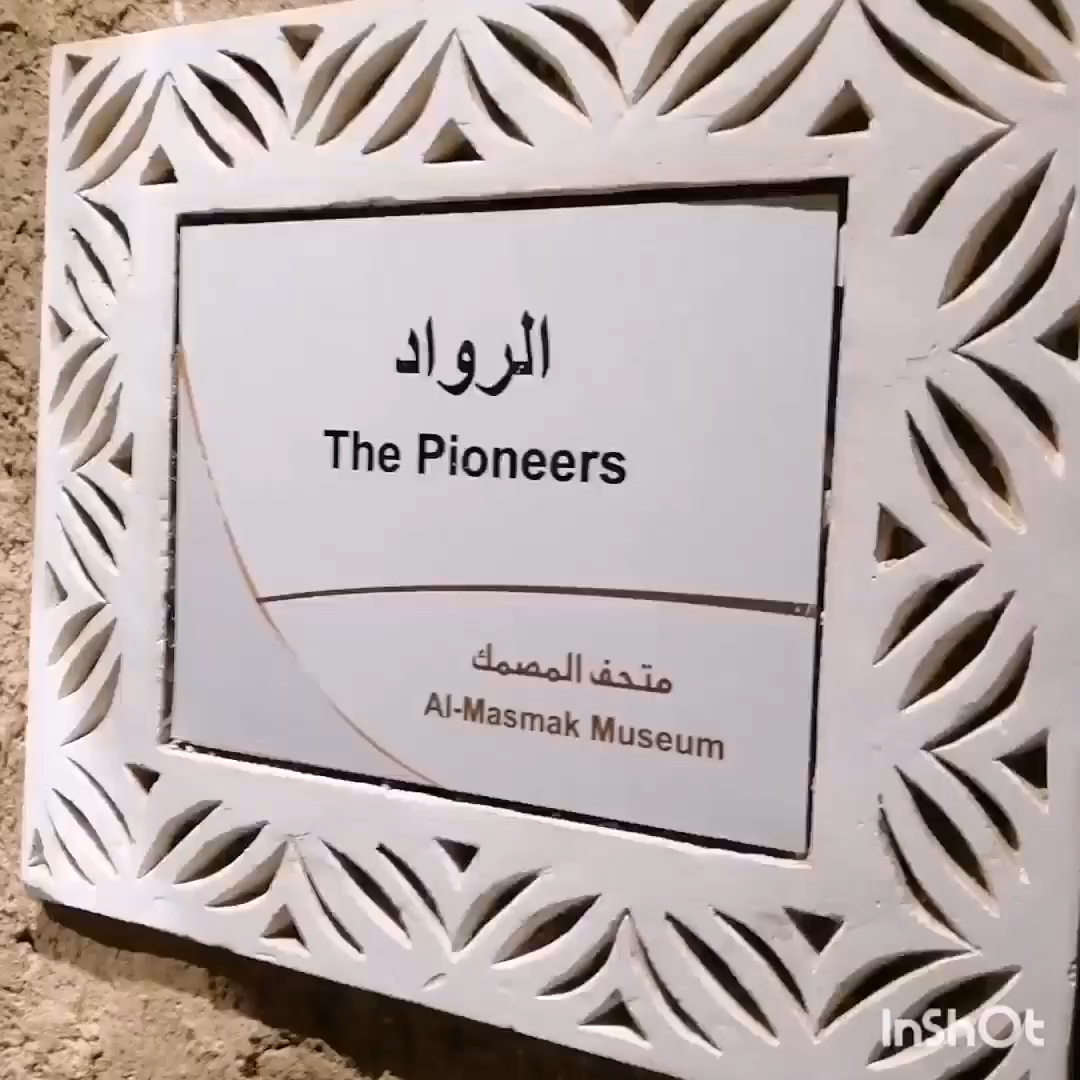 الرواد
The Pioneers
متحف المصمك
Al-Masmak Museum
InShOt